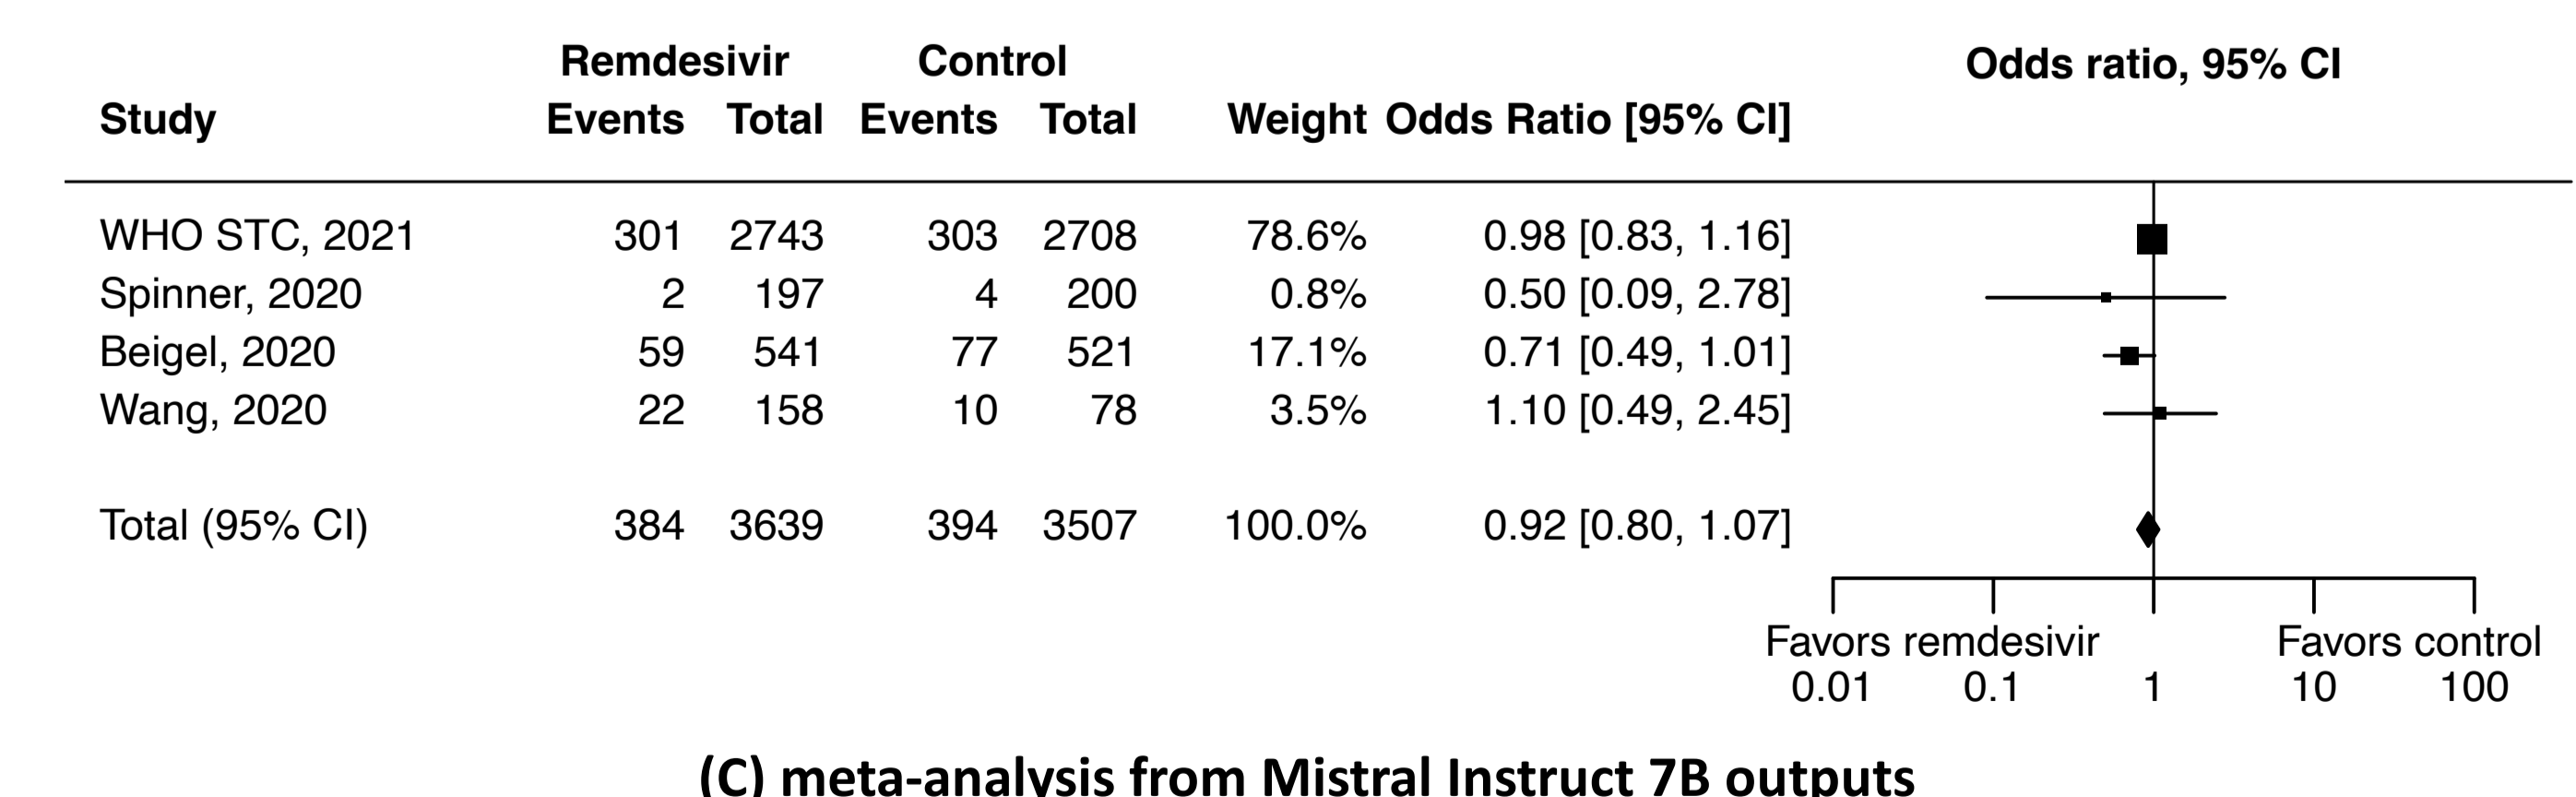 Remdesivir Control Odds ratio, 95% CI
Study Events Total Events Total Weight Odds Ratio [95% CI]
WHO STC, 2021 301 2743 303 2708 78.6% 0.98 [0.83, 1.16]
Spinner, 2020 2 197 4 200 0.8% 0.50 [0.09, 2.78]
Beigel, 2020 59 541 77 521 17.1% 0.71 [0.49, 1.01]
Wang, 2020 22 158 10 78 3.5% 1.10 [0.49, 2.45]
Total (95% CI) 384 3639 394 3507 100.0% 0.92 [0.80, 1.07]
Favors remdesivir Favors control
0.01 0.1 1 10 100
(C) meta-analysis from Mistral Instruct 7B outputs